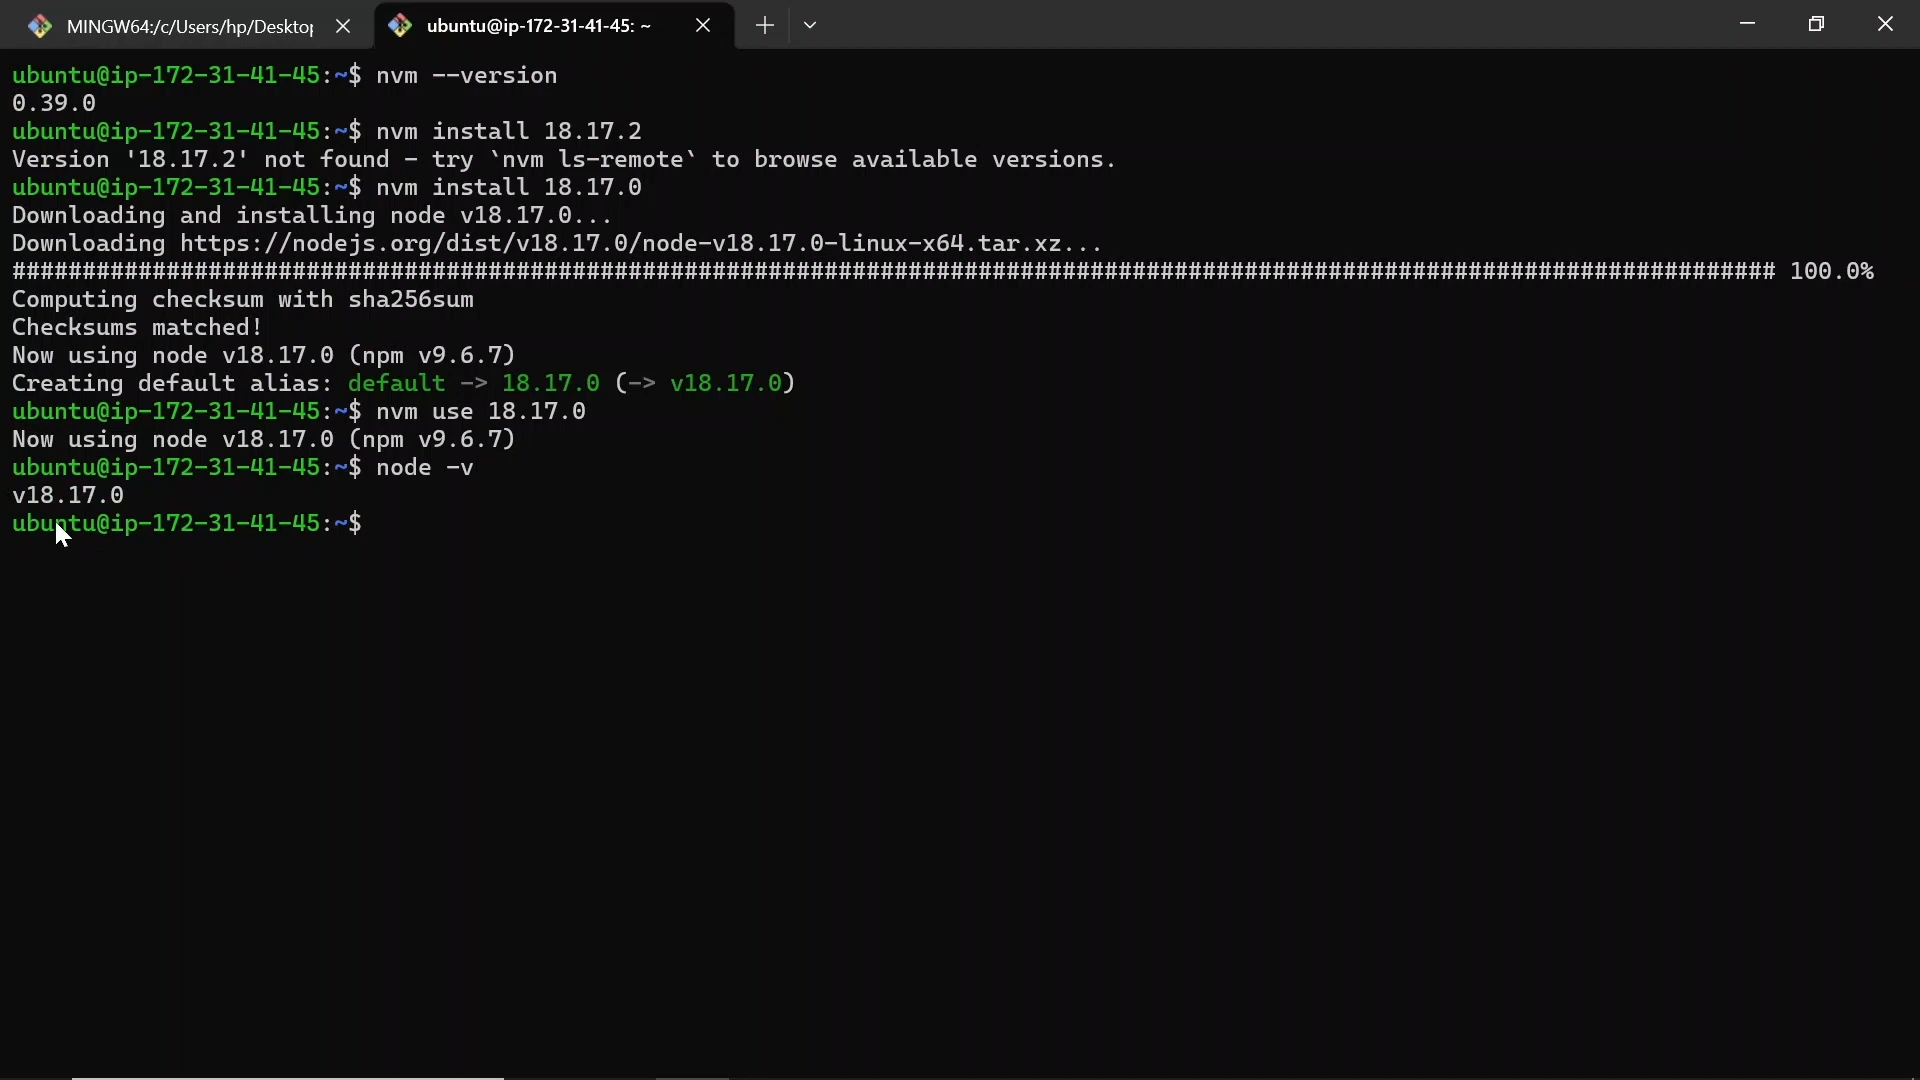 MINGW64:/c/Users/hp/Desktop
ubuntu@ip-172-31-41-45: ~
ubuntu@ip-172-31-41-45:~$ nvm --version
0.39.0
ubuntu@ip-172-31-41-45:~$ nvm install 18.17.2
Version '18.17.2' not found - try `nvm ls-remote` to browse available versions.
ubuntu@ip-172-31-41-45:~$ nvm install 18.17.0
Downloading and installing node v18.17.0...
Downloading https://nodejs.org/dist/v18.17.0/node-v18.17.0-linux-x64.tar.xz...
############################################################################################################################## 100.0%
Computing checksum with sha256sum
Checksums matched!
Now using node v18.17.0 (npm v9.6.7)
Creating default alias: default -> 18.17.0 (-> v18.17.0)
ubuntu@ip-172-31-41-45:~$ nvm use 18.17.0
Now using node v18.17.0 (npm v9.6.7)
ubuntu@ip-172-31-41-45:~$ node -v
v18.17.0
ubuntu@ip-172-31-41-45:~$